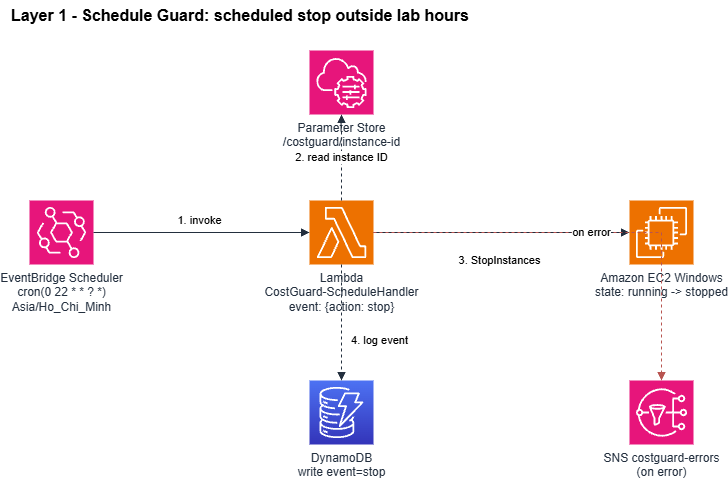 Layer 1 - Schedule Guard: scheduled stop outside lab hours
Parameter Store
/costguard/instance-id
2. read instance ID
1. invoke
on error
3. StopInstances
EventBridge Scheduler
cron(0 22 * * ? *)
Asia/Ho_Chi_Minh
Lambda
CostGuard-ScheduleHandler
event: {action: stop}
Amazon EC2 Windows
state: running -> stopped
4. log event
DynamoDB
write event=stop
SNS costguard-errors
(on error)